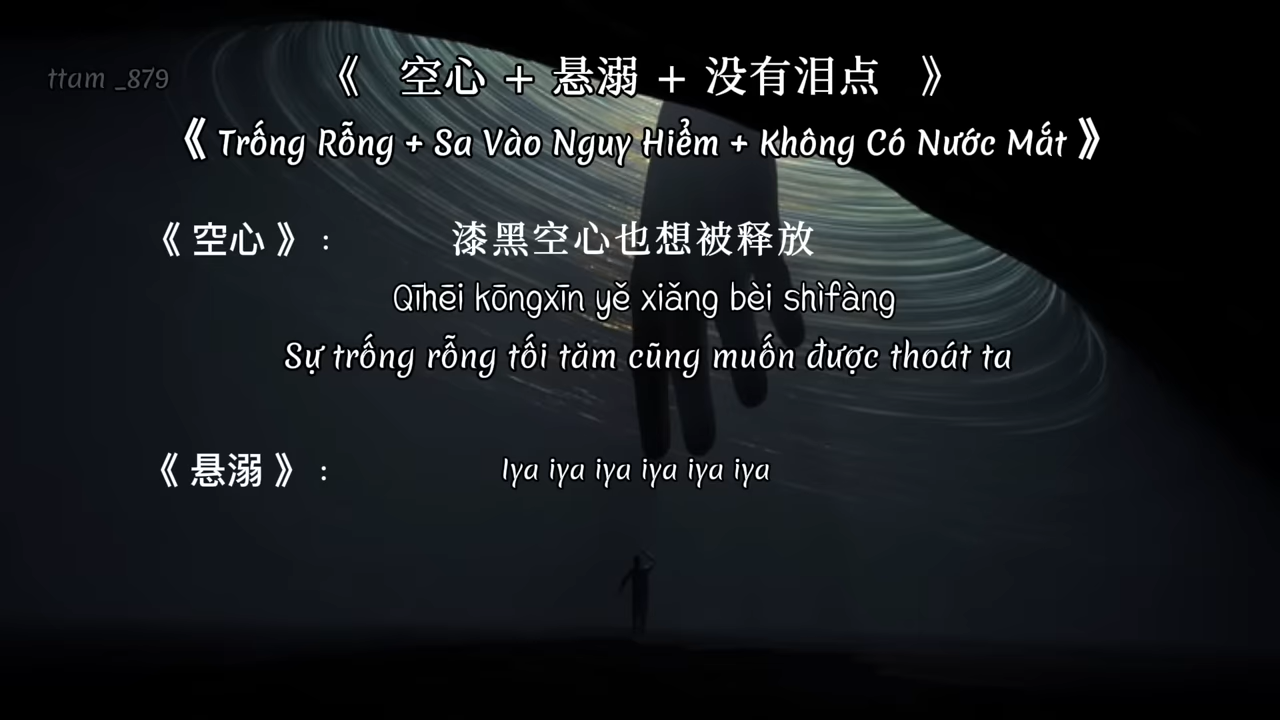 ttam _879
《 空心 + 悬溺 + 没有泪点 》
《 Trống Rỗng + Sa Vào Nguy Hiểm + Không Có Nước Mắt 》
《 空心 》 : 漆黑空心也想被释放
Qīhēi kōngxīn yě xiǎng bèi shìfàng
Sự trống rỗng tối tăm cũng muốn được thoát ta
《 悬溺 》 : Iya iya iya iya iya iya